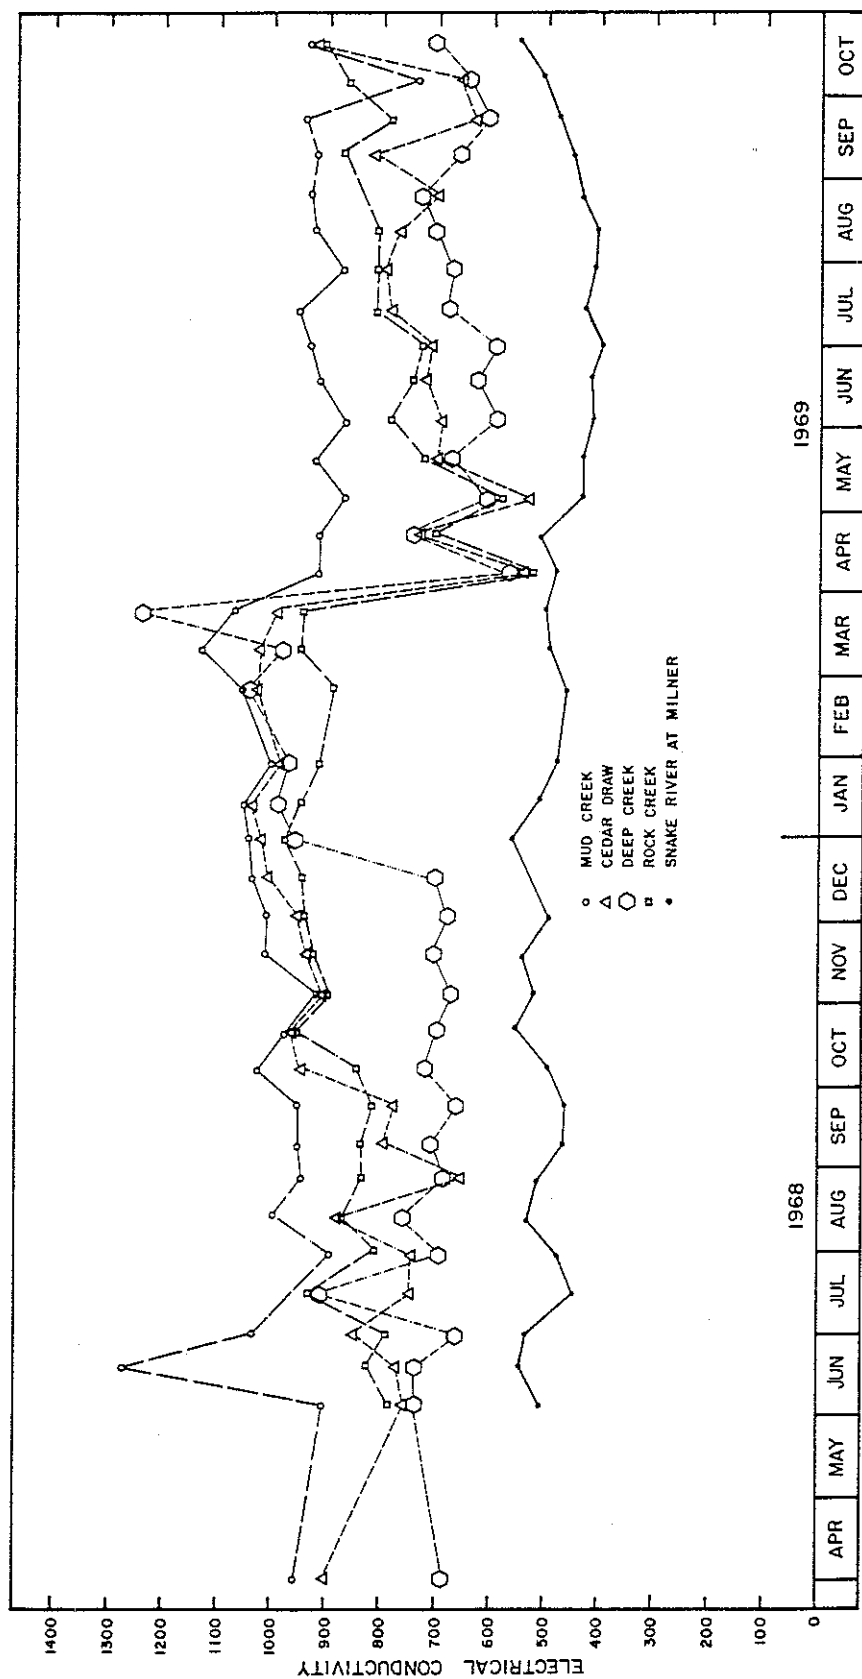 ELECTRICAL CONDUCTIVITY
1400
1300
1200
1100
1000
900
800
700
600
500
400
300
200
100
0
MUD CREEK
CEDAR DRAW
DEEP CREEK
ROCK CREEK
SNAKE RIVER AT MILNER
1968
1969
APR MAY JUN JUL AUG SEP OCT NOV DEC JAN FEB MAR APR MAY JUN JUL AUG SEP OCT